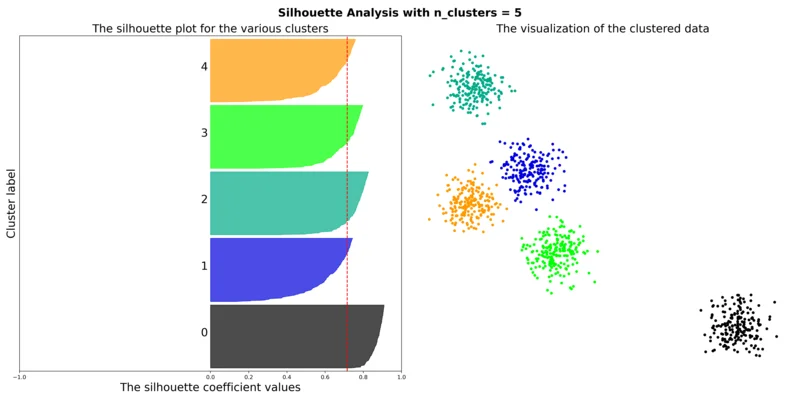 Silhouette Analysis with n_clusters = 5
The silhouette plot for the various clusters
The visualization of the clustered data
Cluster label
4
3
2
1
0
−1.0
0.0
0.2
0.4
0.6
0.8
1.0
The silhouette coefficient values